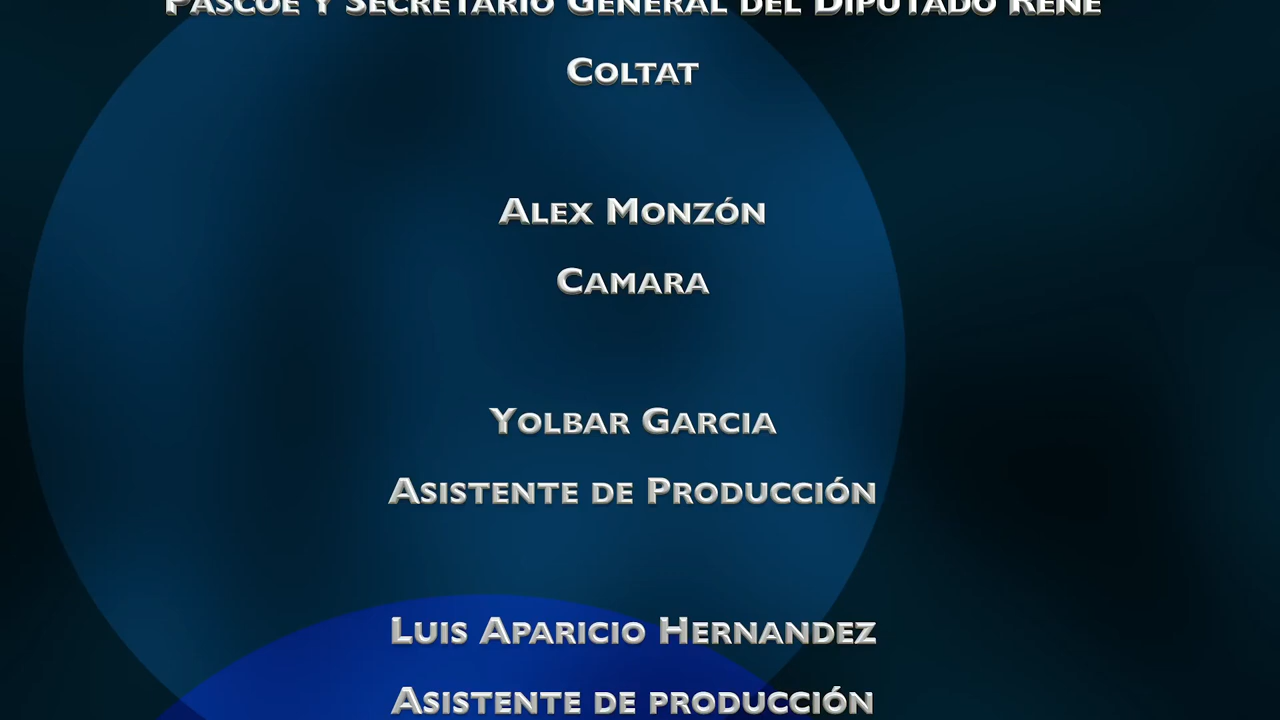 Pascoe y Secretario General del Diputado Rene
Coltat
Alex Monzón
Camara
Yolbar Garcia
Asistente de Producción
Luis Aparicio Hernandez
Asistente de producción